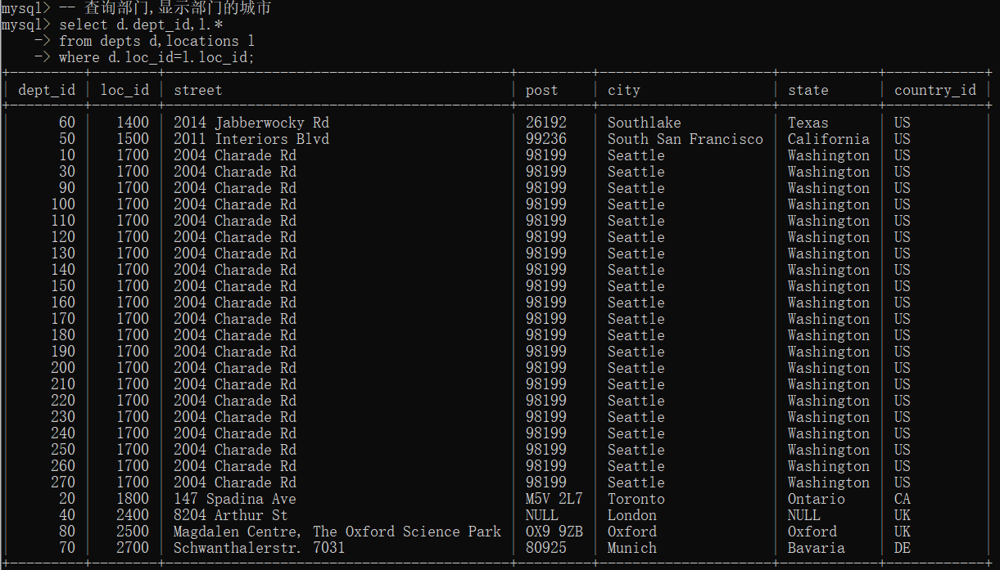 mysql> -- 查询部门,显示部门的城市
mysql> select d.dept_id,l.*
    -> from depts d,locations l
    -> where d.loc_id=l.loc_id;
| dept_id | loc_id | street | post | city | state | country_id |
| 60 | 1400 | 2014 Jabberwocky Rd | 26192 | Southlake | Texas | US |
| 50 | 1500 | 2011 Interiors Blvd | 99236 | South San Francisco | California | US |
| 10 | 1700 | 2004 Charade Rd | 98199 | Seattle | Washington | US |
| 30 | 1700 | 2004 Charade Rd | 98199 | Seattle | Washington | US |
| 90 | 1700 | 2004 Charade Rd | 98199 | Seattle | Washington | US |
| 100 | 1700 | 2004 Charade Rd | 98199 | Seattle | Washington | US |
| 110 | 1700 | 2004 Charade Rd | 98199 | Seattle | Washington | US |
| 120 | 1700 | 2004 Charade Rd | 98199 | Seattle | Washington | US |
| 130 | 1700 | 2004 Charade Rd | 98199 | Seattle | Washington | US |
| 140 | 1700 | 2004 Charade Rd | 98199 | Seattle | Washington | US |
| 150 | 1700 | 2004 Charade Rd | 98199 | Seattle | Washington | US |
| 160 | 1700 | 2004 Charade Rd | 98199 | Seattle | Washington | US |
| 170 | 1700 | 2004 Charade Rd | 98199 | Seattle | Washington | US |
| 180 | 1700 | 2004 Charade Rd | 98199 | Seattle | Washington | US |
| 190 | 1700 | 2004 Charade Rd | 98199 | Seattle | Washington | US |
| 200 | 1700 | 2004 Charade Rd | 98199 | Seattle | Washington | US |
| 210 | 1700 | 2004 Charade Rd | 98199 | Seattle | Washington | US |
| 220 | 1700 | 2004 Charade Rd | 98199 | Seattle | Washington | US |
| 230 | 1700 | 2004 Charade Rd | 98199 | Seattle | Washington | US |
| 240 | 1700 | 2004 Charade Rd | 98199 | Seattle | Washington | US |
| 250 | 1700 | 2004 Charade Rd | 98199 | Seattle | Washington | US |
| 260 | 1700 | 2004 Charade Rd | 98199 | Seattle | Washington | US |
| 270 | 1700 | 2004 Charade Rd | 98199 | Seattle | Washington | US |
| 20 | 1800 | 147 Spadina Ave | M5V 2L7 | Toronto | Ontario | CA |
| 40 | 2400 | 8204 Arthur St | NULL | London | NULL | UK |
| 80 | 2500 | Magdalen Centre, The Oxford Science Park | OX9 9ZB | Oxford | Oxford | UK |
| 70 | 2700 | Schwanthalerstr. 7031 | 80925 | Munich | Bavaria | DE |